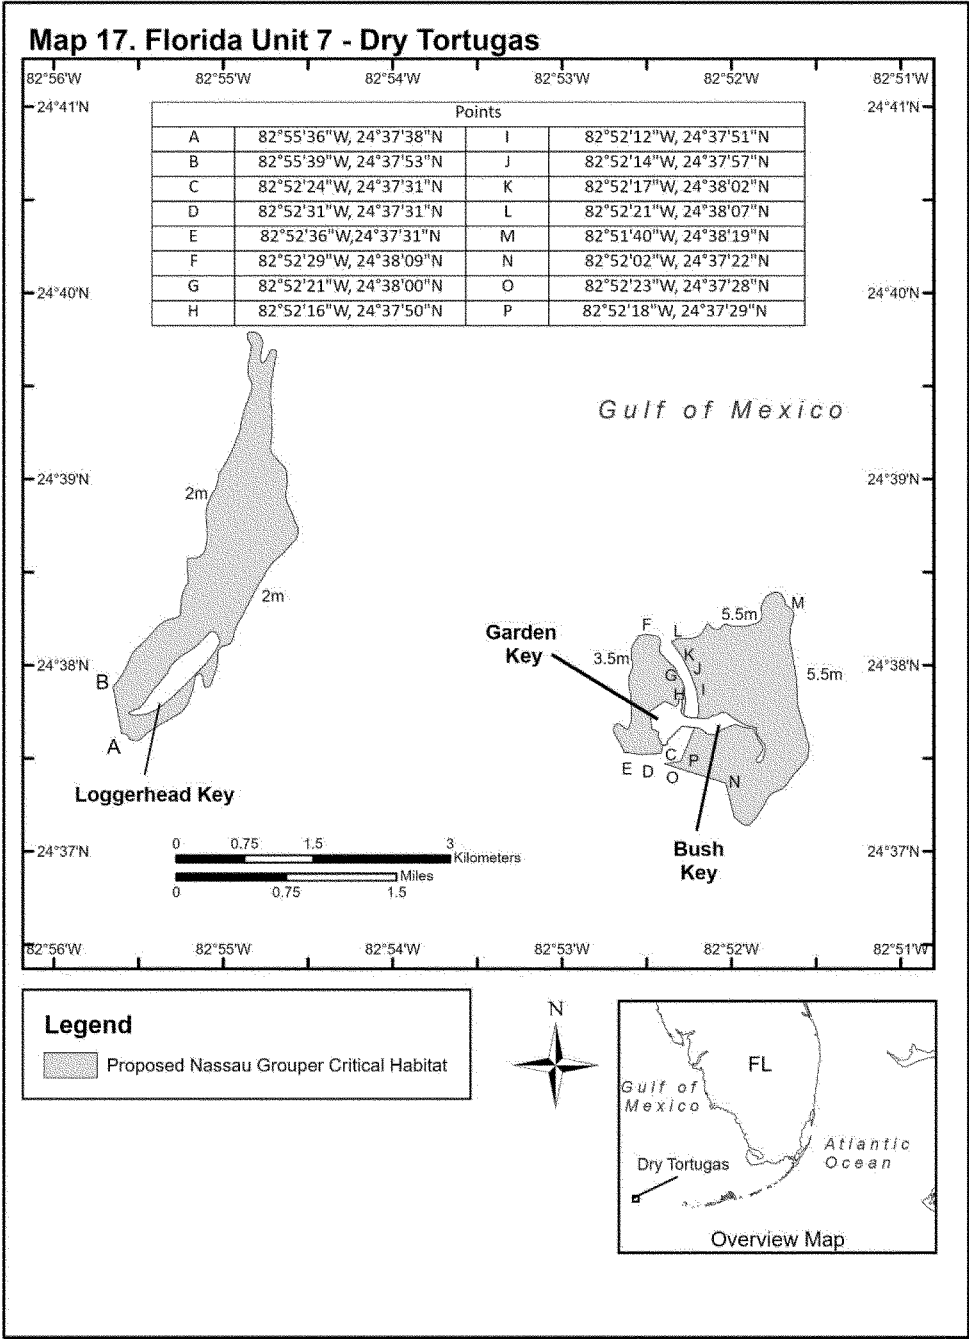 Map 17. Florida Unit 7 - Dry Tortugas
82°56'W 82°55'W 82°54'W 82°53'W 82°52'W 82°51'W
24°41'N 24°41'N
Points
A 82°55'36"W, 24°37'38"N I 82°52'12"W, 24°37'51"N
B 82°55'39"W, 24°37'53"N J 82°52'14"W, 24°37'57"N
C 82°52'24"W, 24°37'31"N K 82°52'17"W, 24°38'02"N
D 82°52'31"W, 24°37'31"N L 82°52'21"W, 24°38'07"N
E 82°52'36"W,24°37'31"N M 82°51'40"W, 24°38'19"N
F 82°52'29"W, 24°38'09"N N 82°52'02"W, 24°37'22"N
G 82°52'21"W, 24°38'00"N O 82°52'23"W, 24°37'28"N
H 82°52'16"W, 24°37'50"N P 82°52'18"W, 24°37'29"N
24°40'N 24°40'N
Gulf of Mexico
24°39'N 24°39'N
2m
2m
M
5.5m
F L
Garden
Key
3.5m
K
24°38'N 24°38'N
J
G
5.5m
B
H I
A
C P
E D O N
Loggerhead Key
0 0.75 1.5 3
Kilometers
Miles
0 0.75 1.5
Bush
Key
24°37'N 24°37'N
82°56'W 82°55'W 82°54'W 82°53'W 82°52'W 82°51'W
Legend
Proposed Nassau Grouper Critical Habitat
N
FL
Gulf of
Mexico
Atlantic
Ocean
Dry Tortugas
Overview Map